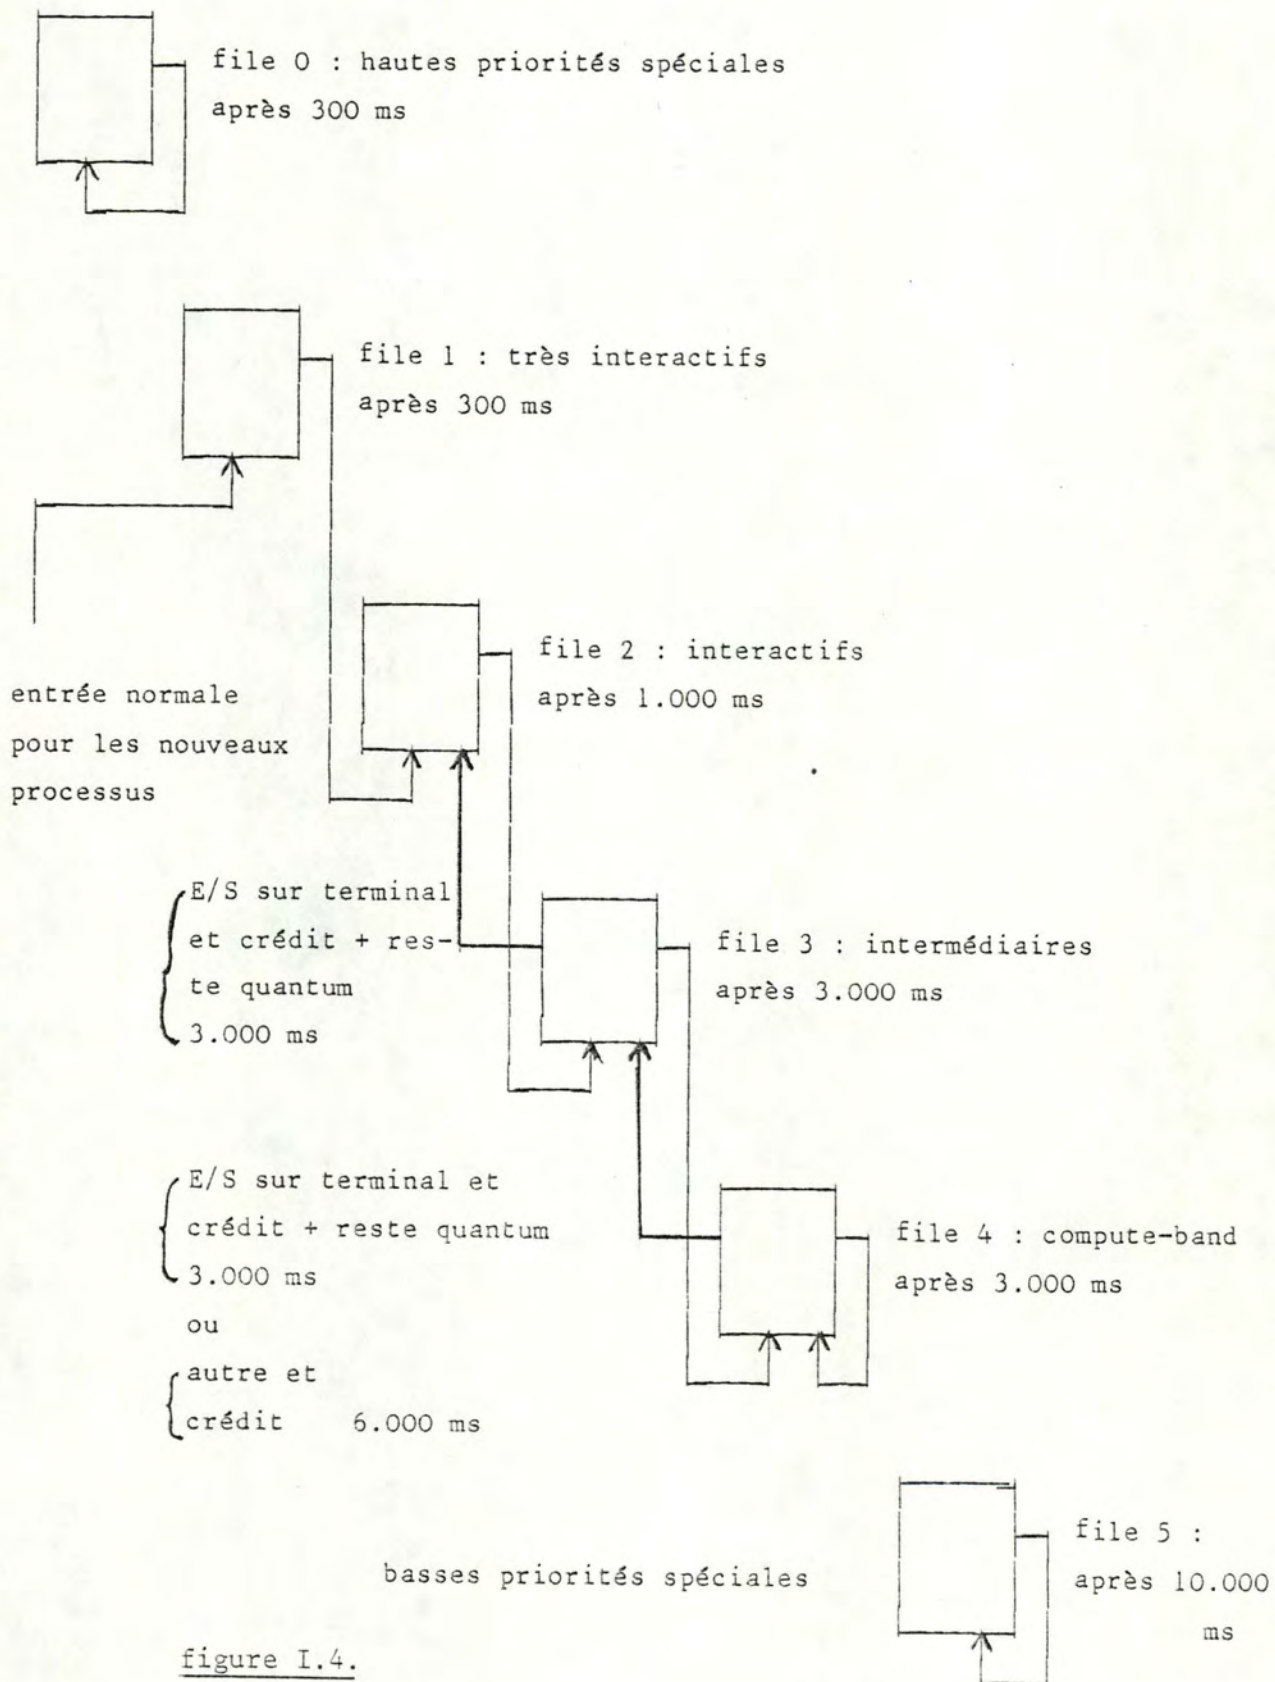 file 0 : hautes priorités spéciales
après 300 ms
file 1 : très interactifs
après 300 ms
file 2 : interactifs
après 1.000 ms
entrée normale
pour les nouveaux
processus
E/S sur terminal
et crédit + res-
te quantum
3.000 ms
file 3 : intermédiaires
après 3.000 ms
E/S sur terminal et
crédit + reste quantum
3.000 ms
ou
autre et
crédit 6.000 ms
file 4 : compute-band
après 3.000 ms
basses priorités spéciales
file 5 :
après 10.000
ms
figure I.4.